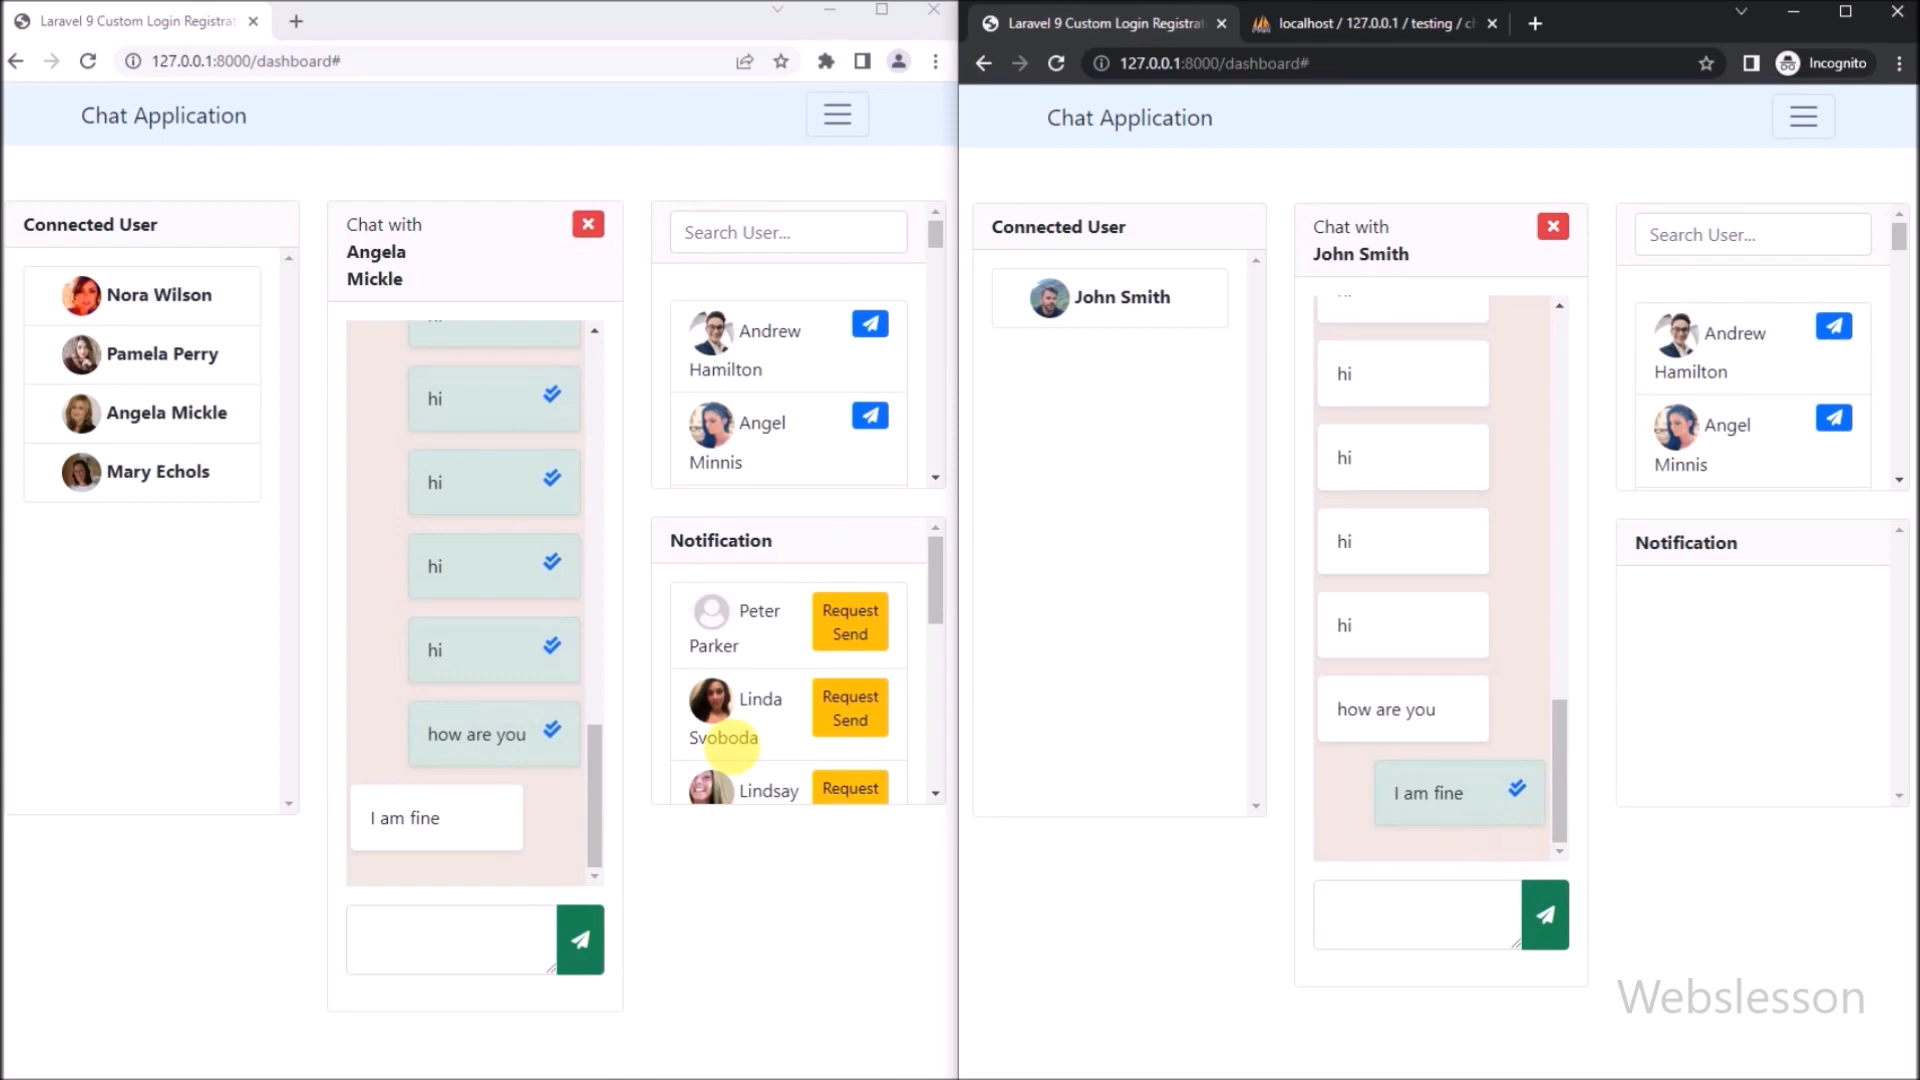 Laravel 9 Custom Login Registrat
127.0.0.1:8000/dashboard#
Chat Application
Connected User
Nora Wilson
Pamela Perry
Angela Mickle
Mary Echols
Chat with
Angela
Mickle
hi
hi
hi
hi
how are you
I am fine
Search User...
Andrew
Hamilton
Angel
Minnis
Notification
Peter
Parker
Request
Send
Linda
Svoboda
Request
Send
Lindsay
Request
Laravel 9 Custom Login Registrat
localhost / 127.0.0.1 / testing / ch
127.0.0.1:8000/dashboard#
Incognito
Chat Application
Connected User
John Smith
Chat with
John Smith
hi
hi
hi
hi
how are you
I am fine
Search User...
Andrew
Hamilton
Angel
Minnis
Notification
Webslesson